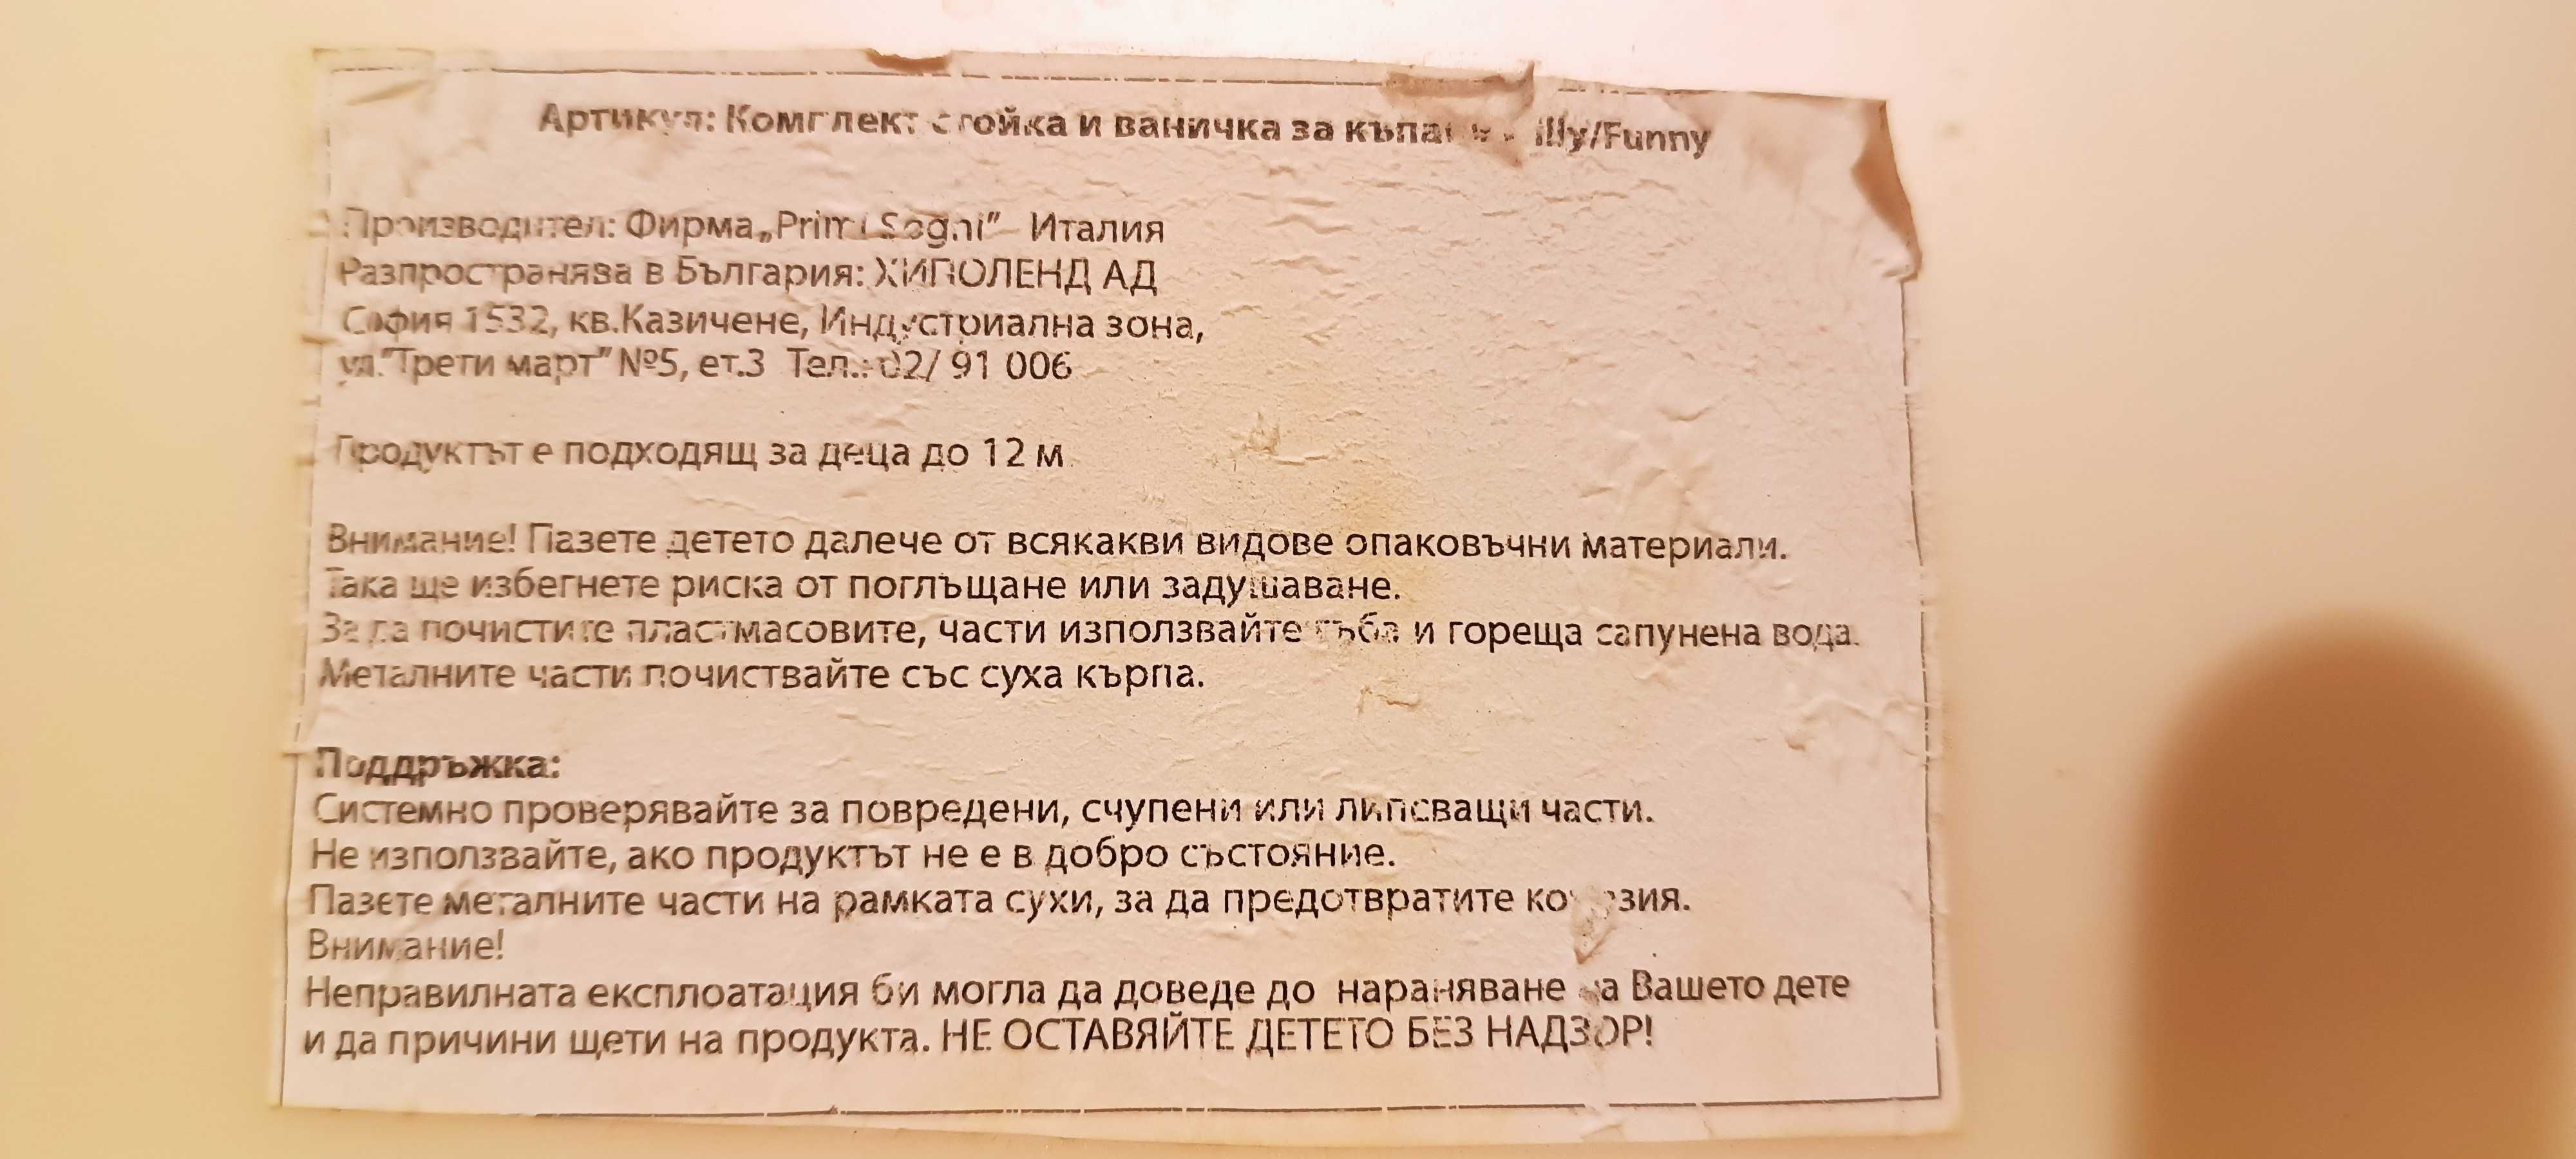 Артикул: Комплект стойка и ваничка за къпане /Funny
Производител: Фирма „Primi Sogni” Италия
Разпространява в България: ХИПОЛЕНД АД
София 1532, кв.Казичене, Индустриална зона,
ул."Трети март" №5, ет.3 Тел.: 02/ 91 006
Продуктът е подходящ за деца до 12 м.
Внимание! Пазете детето далече от всякакви видове опаковъчни материали.
Така ще избегнете риска от поглъщане или задушаване.
За да почистите пластмасовите, части използвайте гъба и гореща сапунена вода.
Металните части почиствайте със суха кърпа.
Поддръжка:
Системно проверявайте за повредени, счупени или липсващи части.
Не използвайте, ако продуктът не е в добро състояние.
Пазете металните части на рамката сухи, за да предотвратите корозия.
Внимание!
Неправилната експлоатация би могла да доведе до нараняване на Вашето дете
и да причини щети на продукта. НЕ ОСТАВЯЙТЕ ДЕТЕТО БЕЗ НАДЗОР!